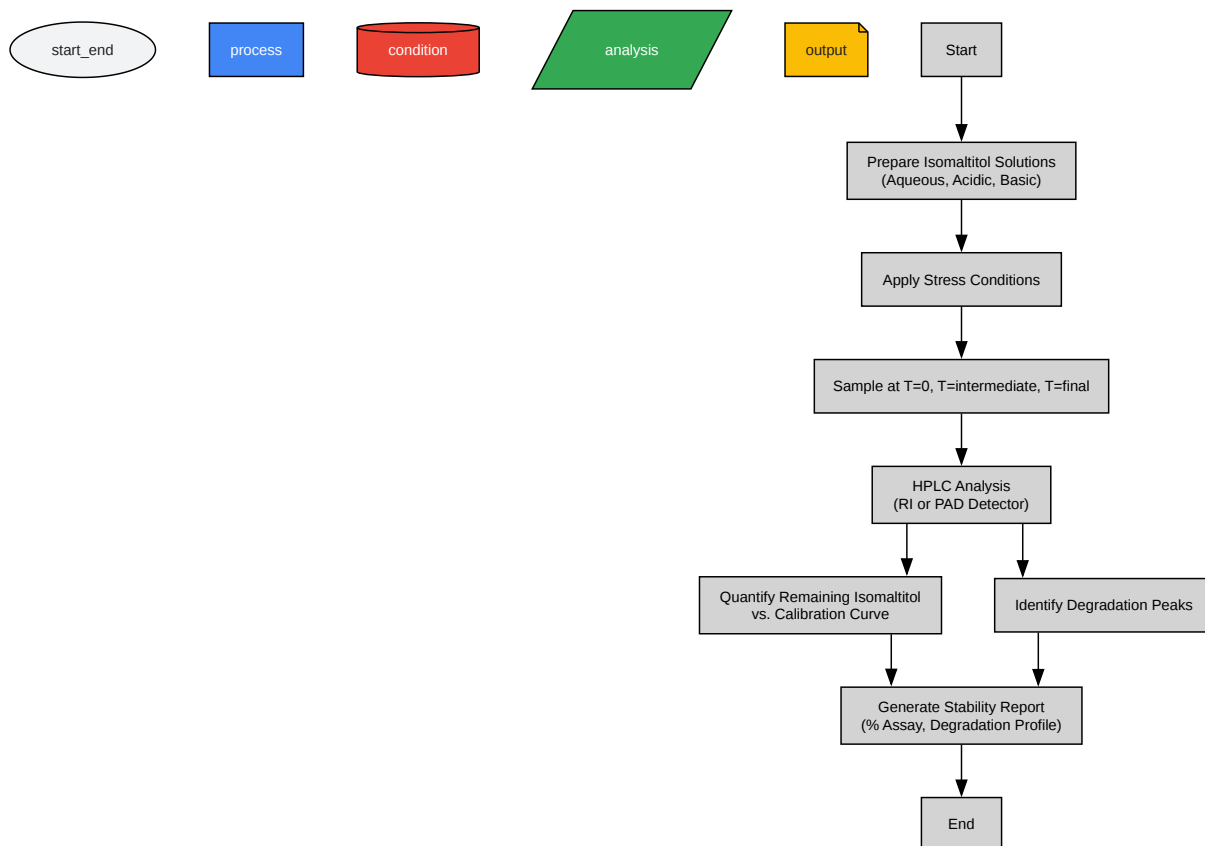 start_end
process
condition
analysis
output
Start
Prepare Isomaltitol Solutions
(Aqueous, Acidic, Basic)
Apply Stress Conditions
Sample at T=0, T=intermediate, T=final
HPLC Analysis
(RI or PAD Detector)
Quantify Remaining Isomaltitol
vs. Calibration Curve
Identify Degradation Peaks
Generate Stability Report
(% Assay, Degradation Profile)
End